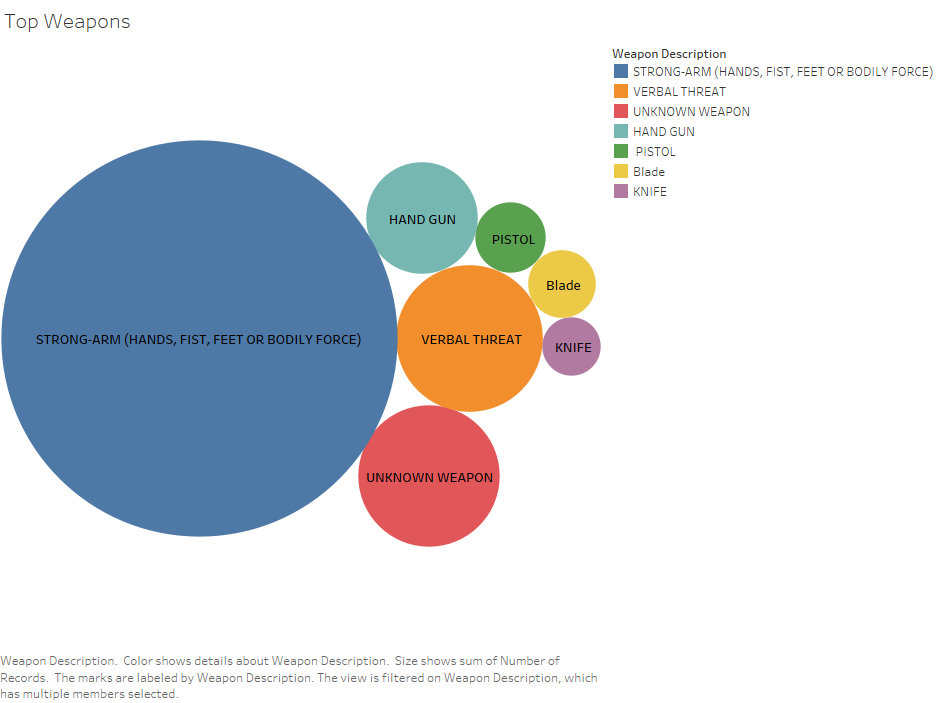 Top Weapons
Weapon Description
STRONG-ARM (HANDS, FIST, FEET OR BODILY FORCE)
VERBAL THREAT
UNKNOWN WEAPON
HAND GUN
PISTOL
Blade
KNIFE
HAND GUN
PISTOL
Blade
STRONG-ARM (HANDS, FIST, FEET OR BODILY FORCE)
VERBAL THREAT
KNIFE
UNKNOWN WEAPON
Weapon Description. Color shows details about Weapon Description. Size shows sum of Number of
Records. The marks are labeled by Weapon Description. The view is filtered on Weapon Description, which
has multiple members selected.